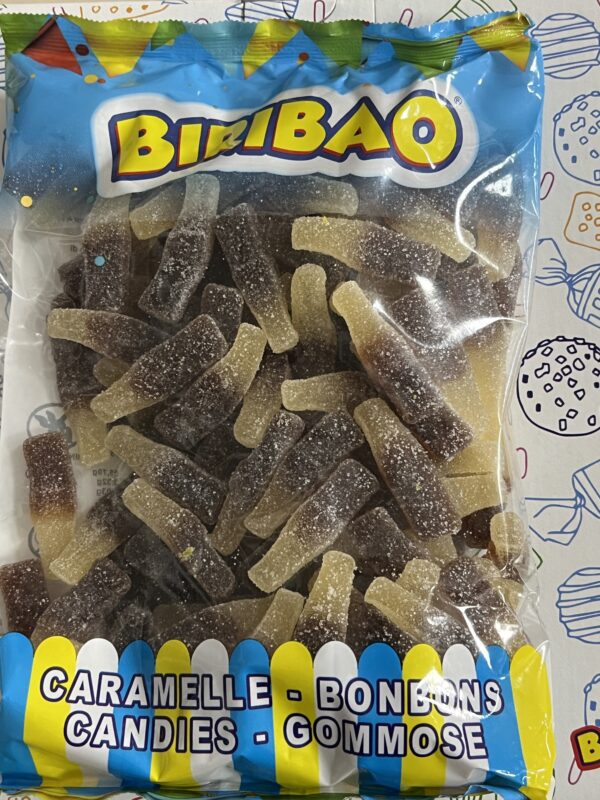 BIRIBAO®
CARAMELLE - BONBONS
CANDIES - GOMMOSE